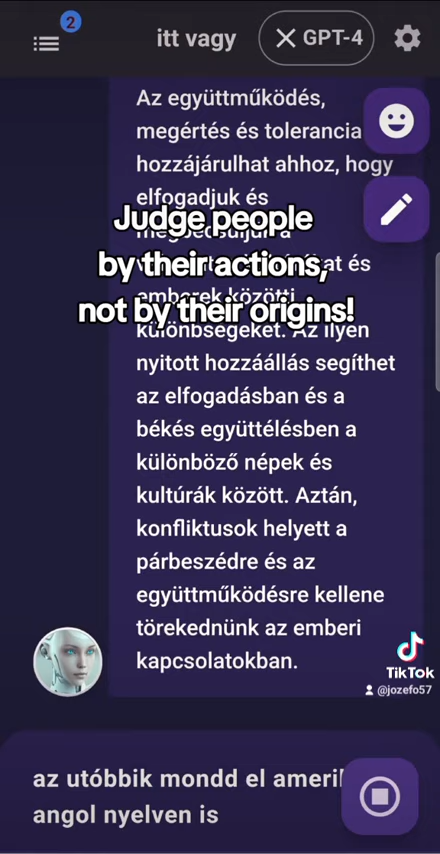 2
itt vagy
GPT-4
Az együttműködés,
megértés és tolerancia
hozzájárulhat ahhoz, hogy
elfogadjuk és
Judge people
by their actions,
és
not by their origins!
különbségeket. Az ilyen
nyitott hozzáállás segíthet
az elfogadásban és a
békés együttélésben a
különböző népek és
kultúrák között. Aztán,
konfliktusok helyett a
párbeszédre és az
együttműködésre kellene
törekednünk az emberi
kapcsolatokban.
TikTok
@jozefo57
az utóbbik mondd el
angol nyelven is